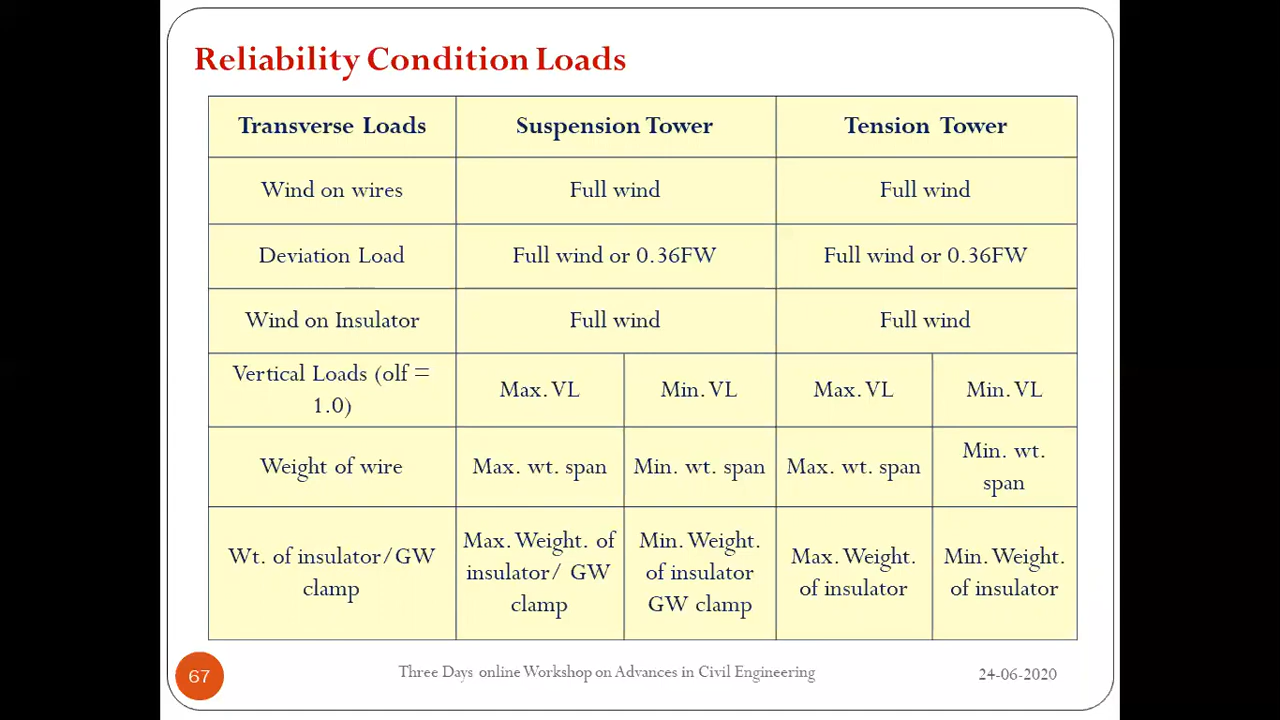 Reliability Condition Loads
Transverse Loads
Suspension Tower
Tension Tower
Wind on wires
Full wind
Full wind
Deviation Load
Full wind or 0.36FW
Full wind or 0.36FW
Wind on Insulator
Full wind
Full wind
Vertical Loads (olf =
1.0)
Max. VL
Min. VL
Max. VL
Min. VL
Weight of wire
Max. wt. span
Min. wt. span
Max. wt. span
Min. wt.
span
Wt. of insulator/GW
clamp
Max. Weight. of
insulator/ GW
clamp
Min. Weight.
of insulator
GW clamp
Max. Weight.
of insulator
Min. Weight.
of insulator
67
Three Days online Workshop on Advances in Civil Engineering
24-06-2020